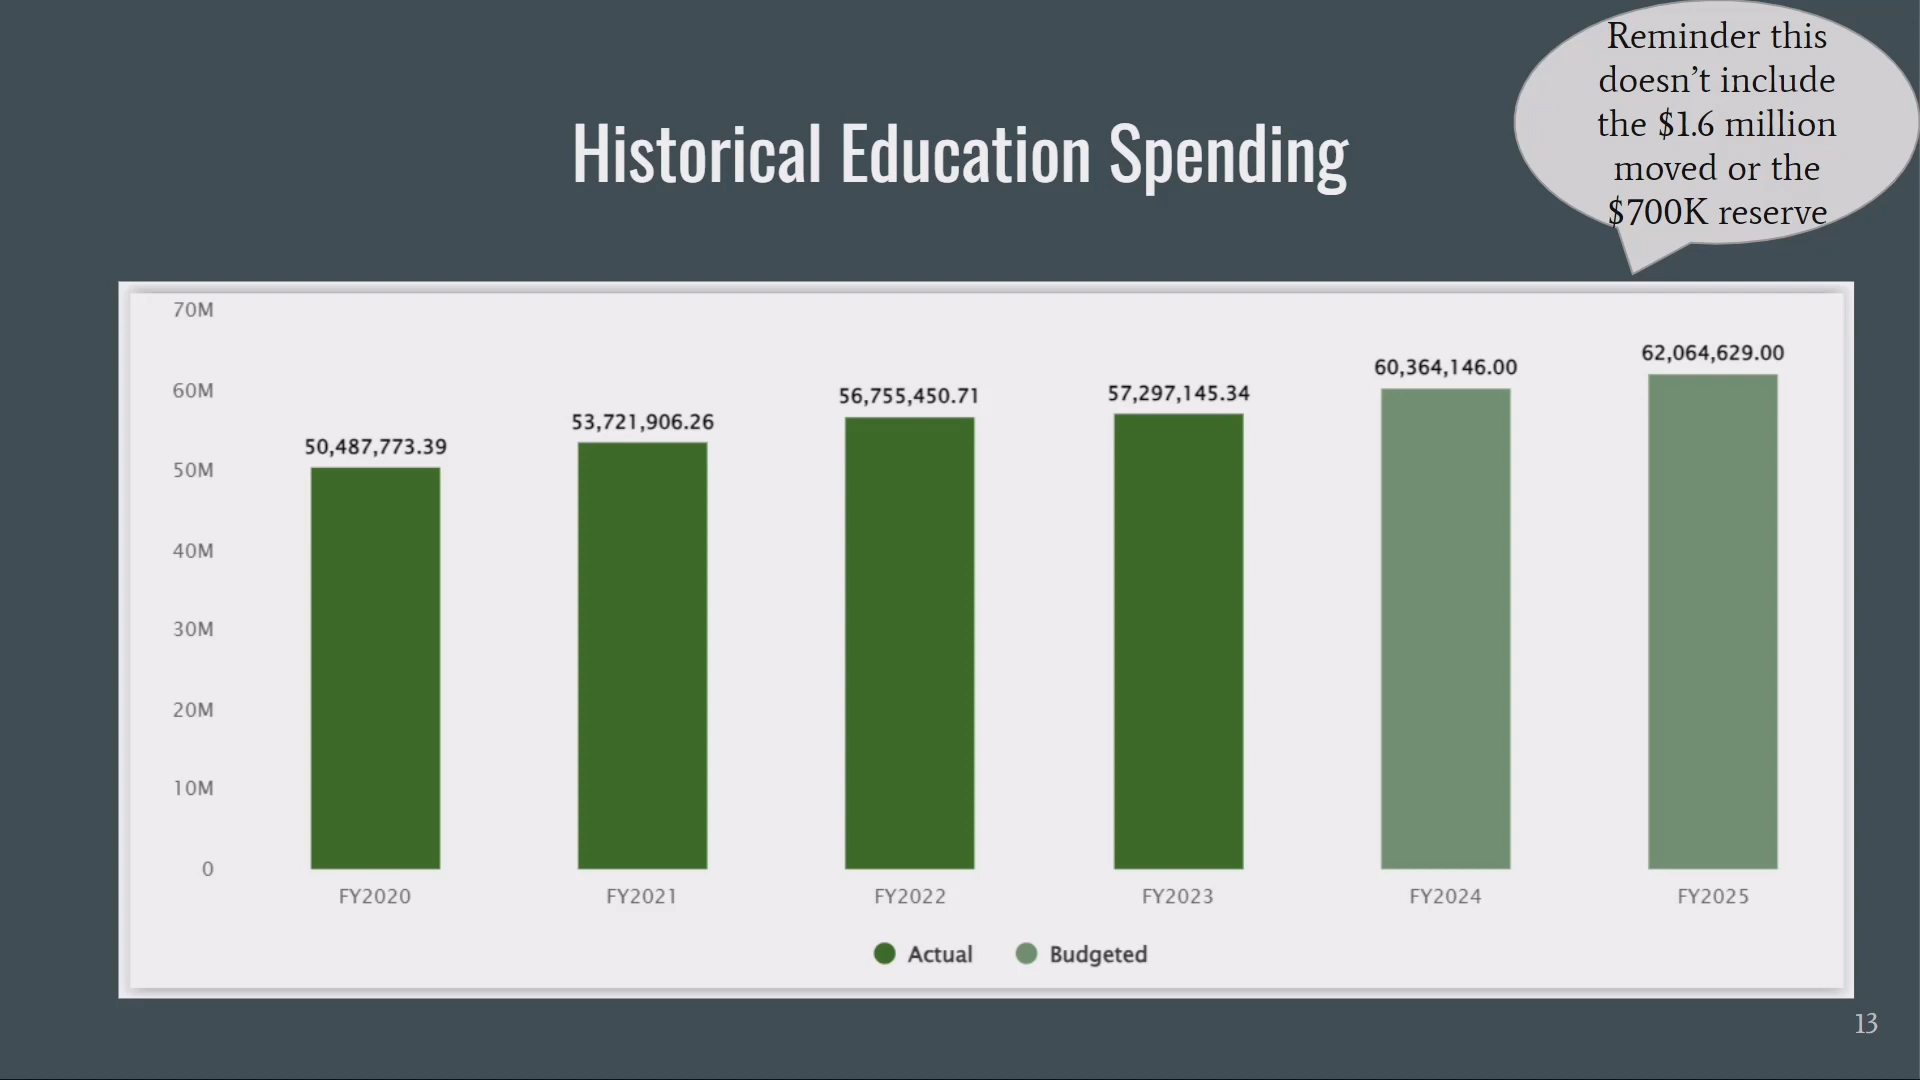 Reminder this
doesn’t include
the $1.6 million
moved or the
$700K reserve
Historical Education Spending
70M
60M
50M
40M
30M
20M
10M
0
50,487,773.39
53,721,906.26
56,755,450.71
57,297,145.34
60,364,146.00
62,064,629.00
FY2020
FY2021
FY2022
FY2023
FY2024
FY2025
Actual
Budgeted
13